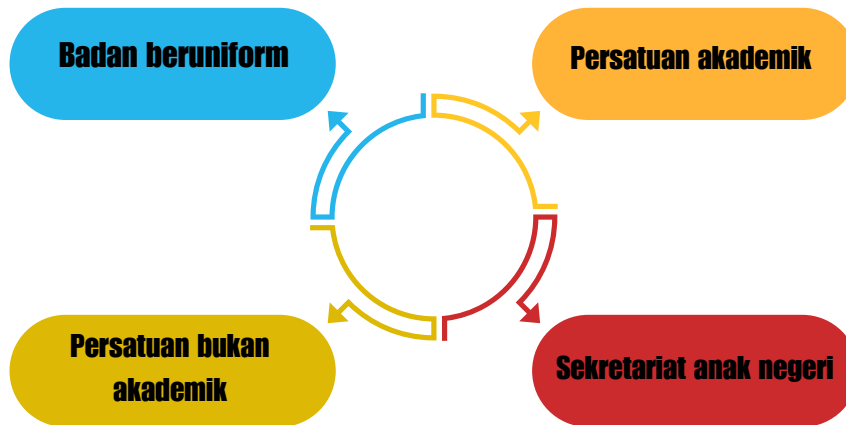 Badan beruniform
Persatuan akademik
Persatuan bukan
akademik
Sekretariat anak negeri